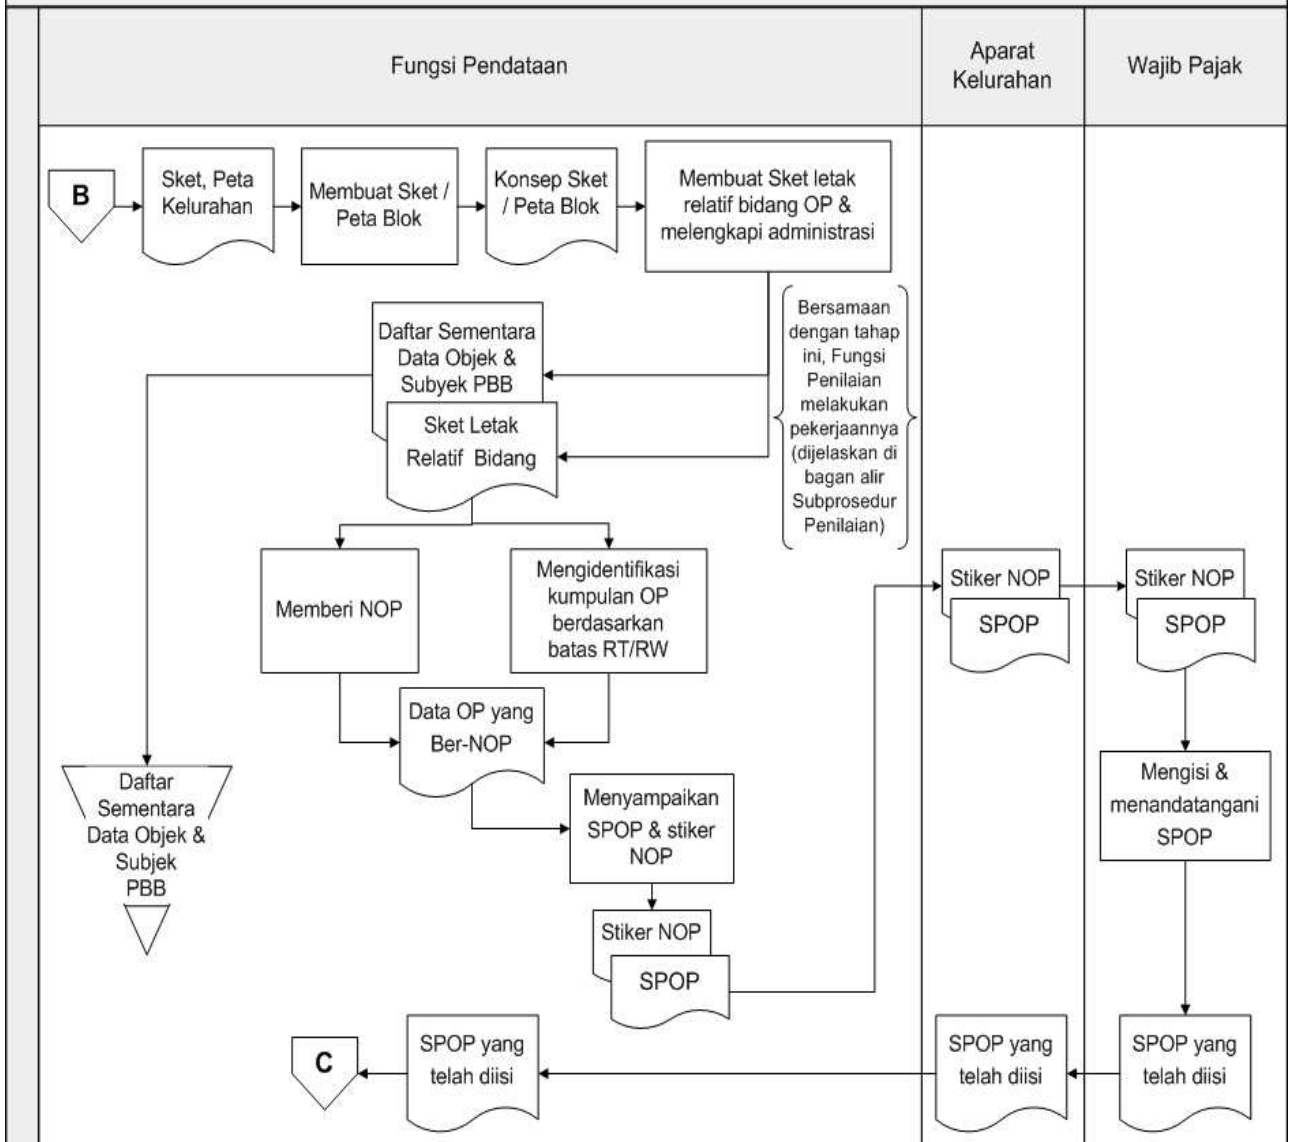 Fungsi Pendataan
Aparat
Kelurahan
Wajib Pajak
B
Sket, Peta
Kelurahan
Membuat Sket /
Peta Blok
Konsep Sket
/ Peta Blok
Membuat Sket letak
relatif bidang OP &
melengkapi administrasi
Bersamaan
dengan tahap
ini, Fungsi
Penilaian
melakukan
pekerjaannya
(dijelaskan di
bagan alir
Subprosedur
Penilaian)
Daftar Sementara
Data Objek &
Subyek PBB
Sket Letak
Relatif Bidang
Memberi NOP
Mengidentifikasi
kumpulan OP
berdasarkan
batas RT/RW
Stiker NOP
SPOP
Stiker NOP
SPOP
Data OP yang
Ber-NOP
Daftar
Sementara
Data Objek &
Subjek
PBB
Menyampaikan
SPOP & stiker
NOP
Mengisi &
menandatangani
SPOP
Stiker NOP
SPOP
C
SPOP yang
telah diisi
SPOP yang
telah diisi
SPOP yang
telah diisi